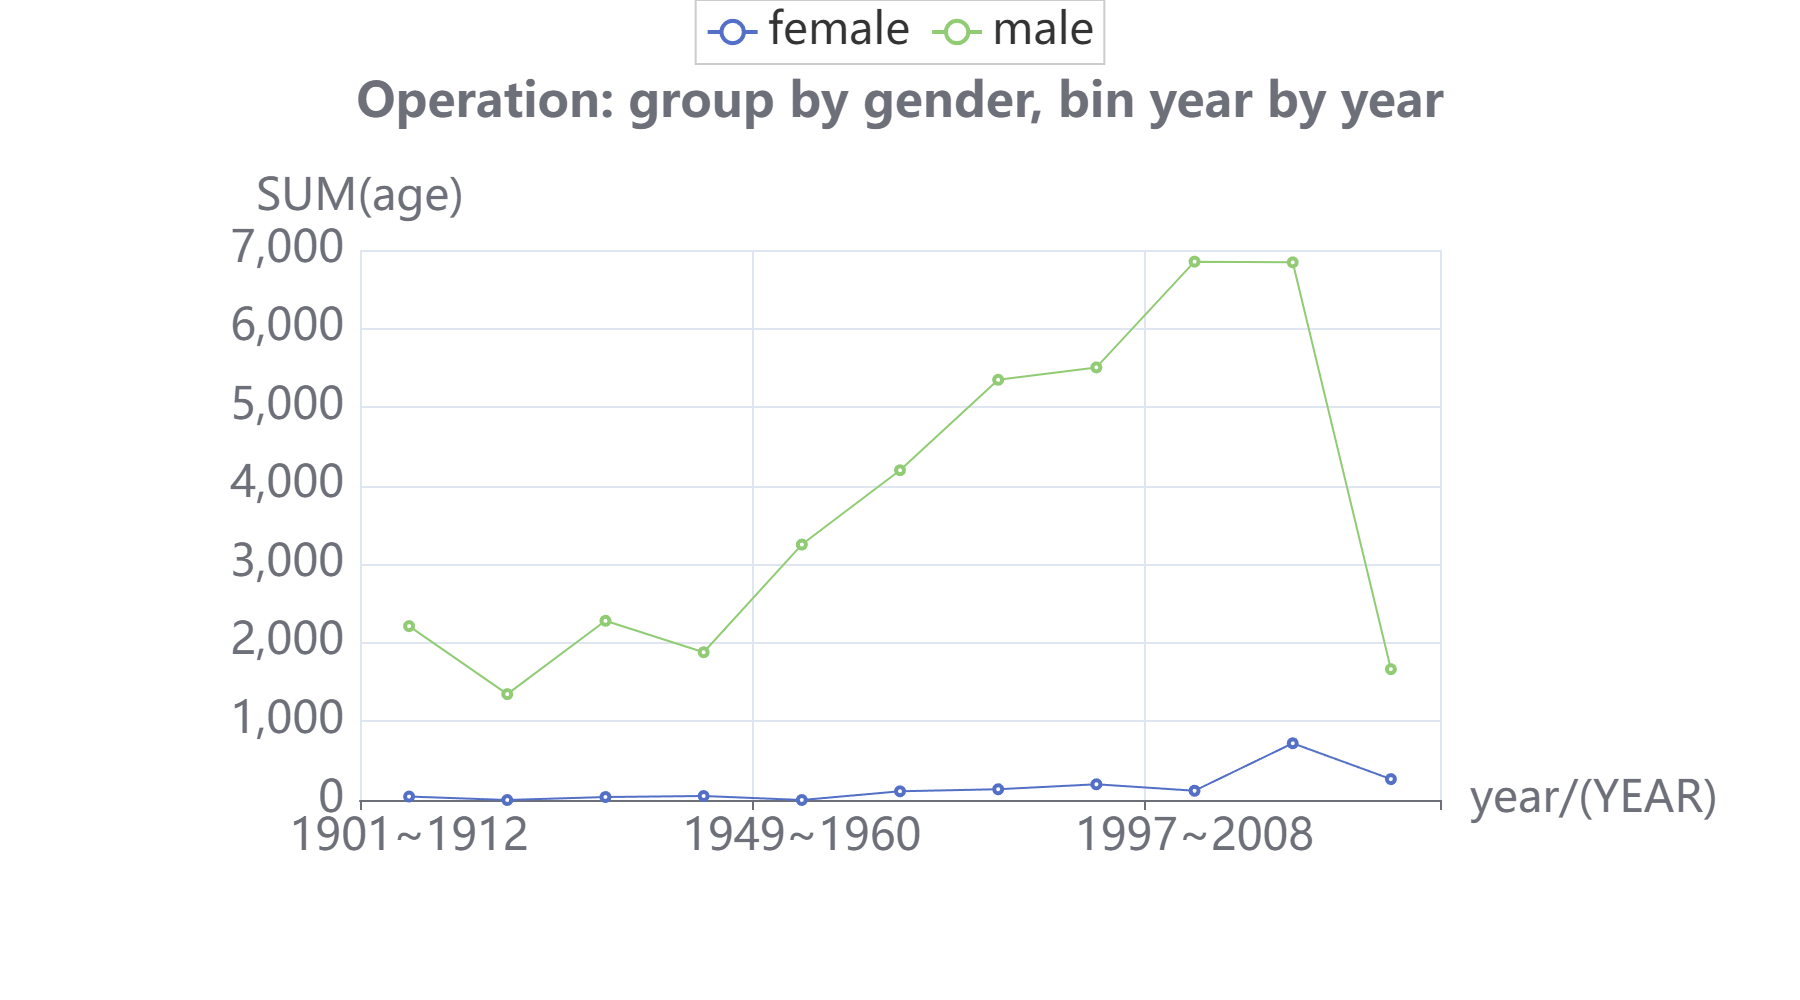 female male
Operation: group by gender, bin year by year
SUM(age)
7,000
6,000
5,000
4,000
3,000
2,000
1,000
0
year/(YEAR)
1901~1912 1949~1960 1997~2008